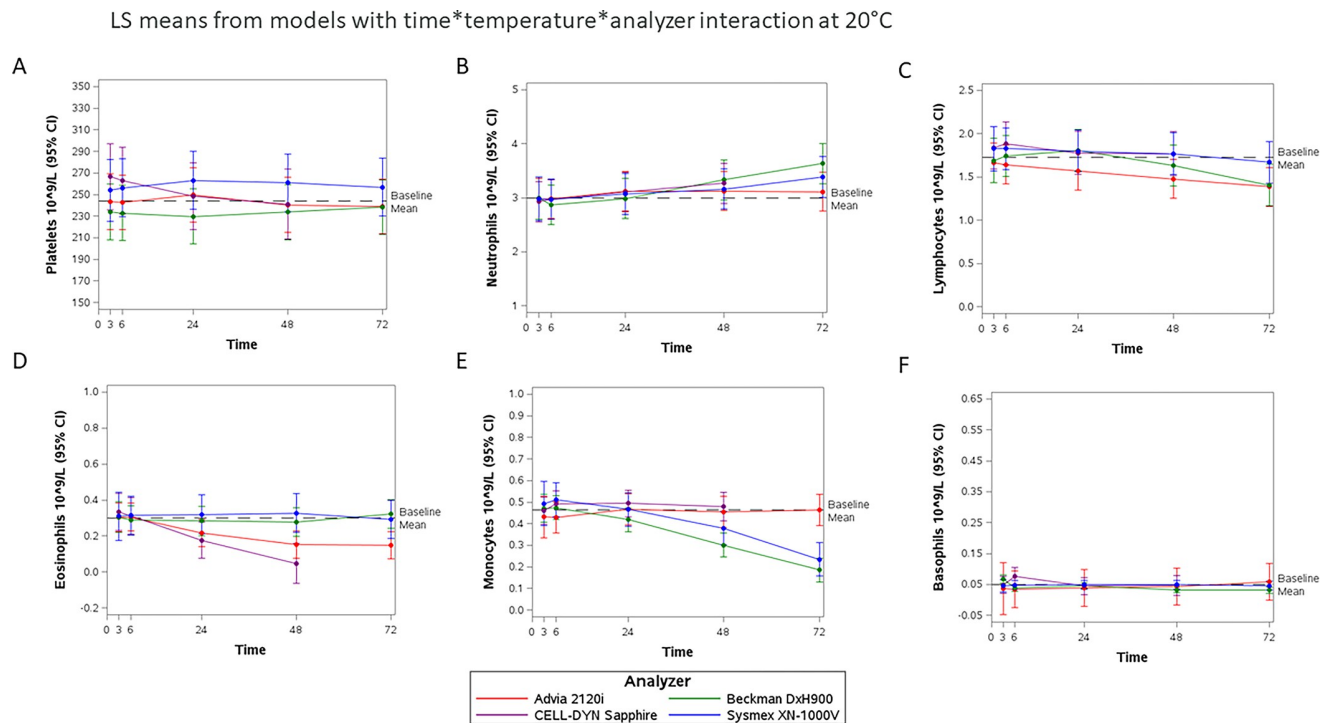 LS means from models with time*temperature*analyzer interaction at 20°C
A
Platelets 10^9/L (95% CI)
350
330
310
290
270
250
230
210
190
170
150
0 3 6 24 48 72
Time
Baseline
Mean
B
Neutrophils 10^9/L (95% CI)
5
4
3
2
1
0 3 6 24 48 72
Time
Baseline
Mean
C
Lymphocytes 10^9/L (95% CI)
2.5
2.0
1.5
1.0
0.5
0.0
0 3 6 24 48 72
Time
Baseline
Mean
D
Eosinophils 10^9/L (95% CI)
1.0
0.8
0.6
0.4
0.2
0.0
-0.2
0 3 6 24 48 72
Time
Baseline
Mean
E
Monocytes 10^9/L (95% CI)
1.0
0.9
0.8
0.7
0.6
0.5
0.4
0.3
0.2
0.1
0.0
0 3 6 24 48 72
Time
Baseline
Mean
F
Basophils 10^9/L (95% CI)
0.65
0.55
0.45
0.35
0.25
0.15
0.05
-0.05
0 3 6 24 48 72
Time
Baseline
Mean
Analyzer
Advia 2120i
Beckman DxH900
CELL-DYN Sapphire
Sysmex XN-1000V